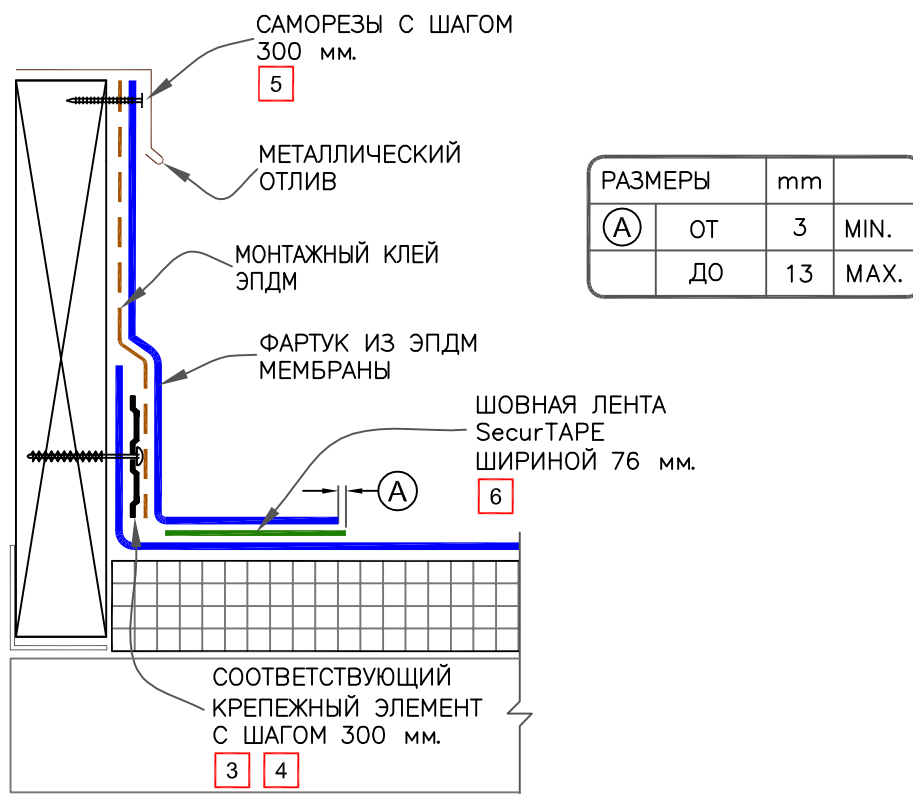 САМОРЕЗЫ С ШАГОМ
300 мм.
5
МЕТАЛЛИЧЕСКИЙ
ОТЛИВ
РАЗМЕРЫ mm
A ОТ 3 MIN.
ДО 13 MAX.
МОНТАЖНЫЙ КЛЕЙ
ЭПДМ
ФАРТУК ИЗ ЭПДМ
МЕМБРАНЫ
ШОВНАЯ ЛЕНТА
SecurTAPE
ШИРИНОЙ 76 мм.
6
A
СООТВЕТСТВУЮЩИЙ
КРЕПЕЖНЫЙ ЭЛЕМЕНТ
С ШАГОМ 300 мм.
3 4